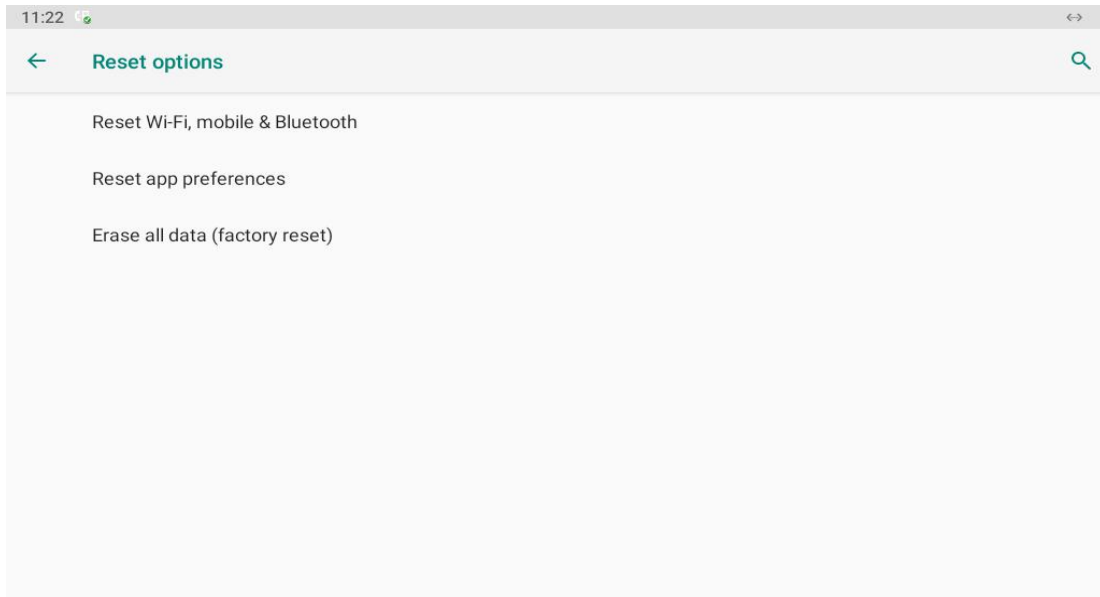 11:22
Reset options
Reset Wi-Fi, mobile & Bluetooth
Reset app preferences
Erase all data (factory reset)